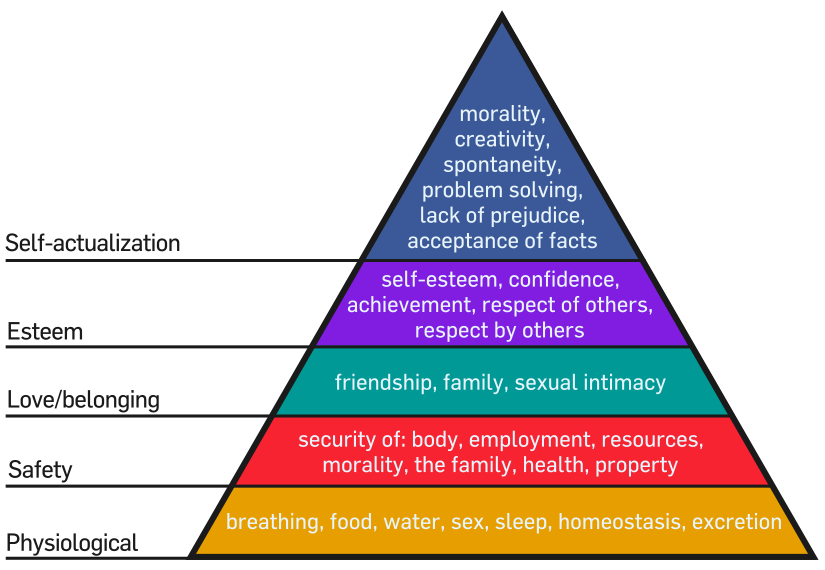 morality,
creativity,
spontaneity,
problem solving,
lack of prejudice,
acceptance of facts
Self-actualization
self-esteem, confidence,
achievement, respect of others,
respect by others
Esteem
friendship, family, sexual intimacy
Love/belonging
security of: body, employment, resources,
morality, the family, health, property
Safety
breathing, food, water, sex, sleep, homeostasis, excretion
Physiological